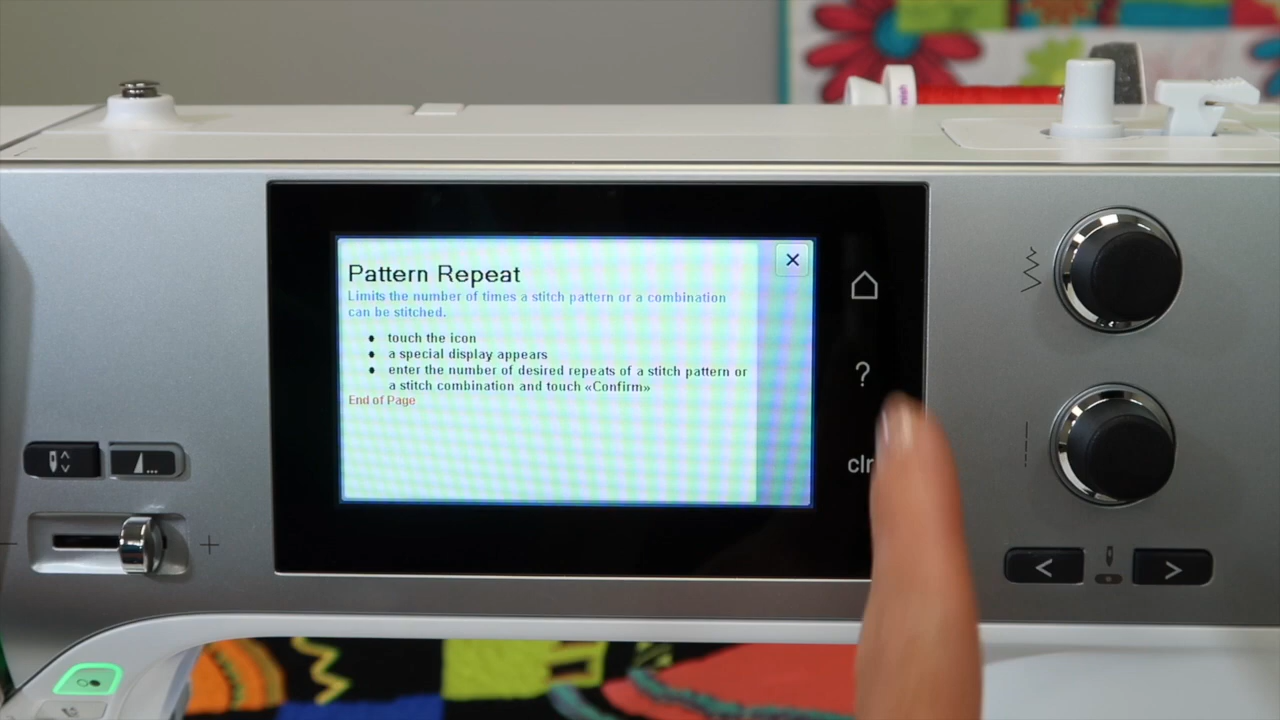 Pattern Repeat
Limits the number of times a stitch pattern or a combination
can be stitched.
touch the icon
a special display appears
enter the number of desired repeats of a stitch pattern or
a stitch combination and touch «Confirm»
End of Page
?
clr